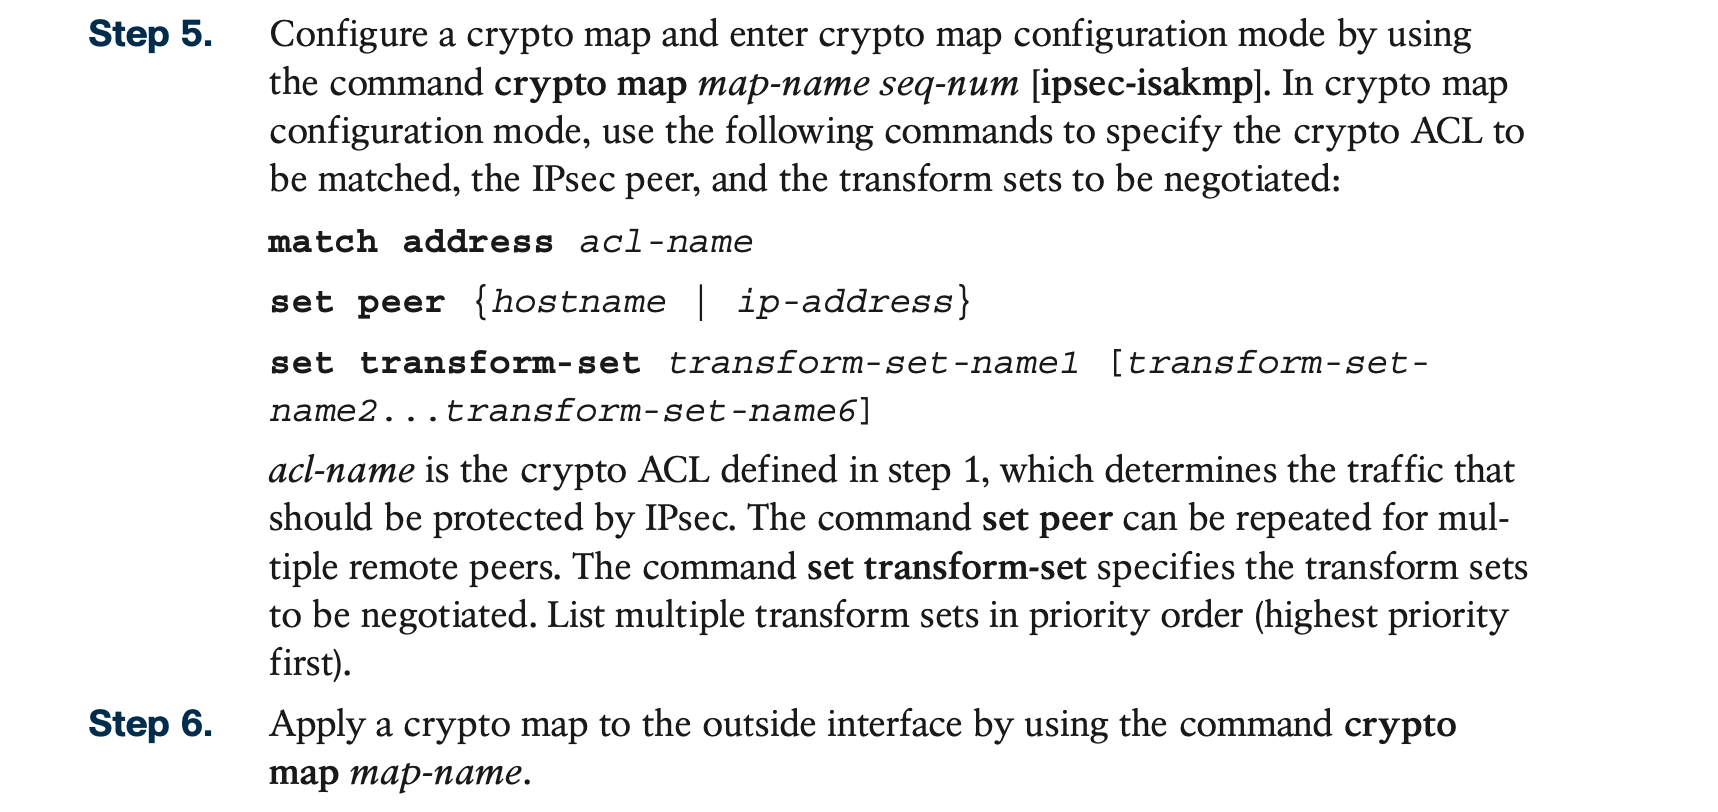 Step 5. Configure a crypto map and enter crypto map configuration mode by using
the command crypto map map-name seq-num [ipsec-isakmp]. In crypto map
configuration mode, use the following commands to specify the crypto ACL to
be matched, the IPsec peer, and the transform sets to be negotiated:
match address acl-name
set peer {hostname | ip-address}
set transform-set transform-set-name1 [transform-set-
name2...transform-set-name6]
acl-name is the crypto ACL defined in step 1, which determines the traffic that
should be protected by IPsec. The command set peer can be repeated for mul-
tiple remote peers. The command set transform-set specifies the transform sets
to be negotiated. List multiple transform sets in priority order (highest priority
first).
Step 6. Apply a crypto map to the outside interface by using the command crypto
map map-name.